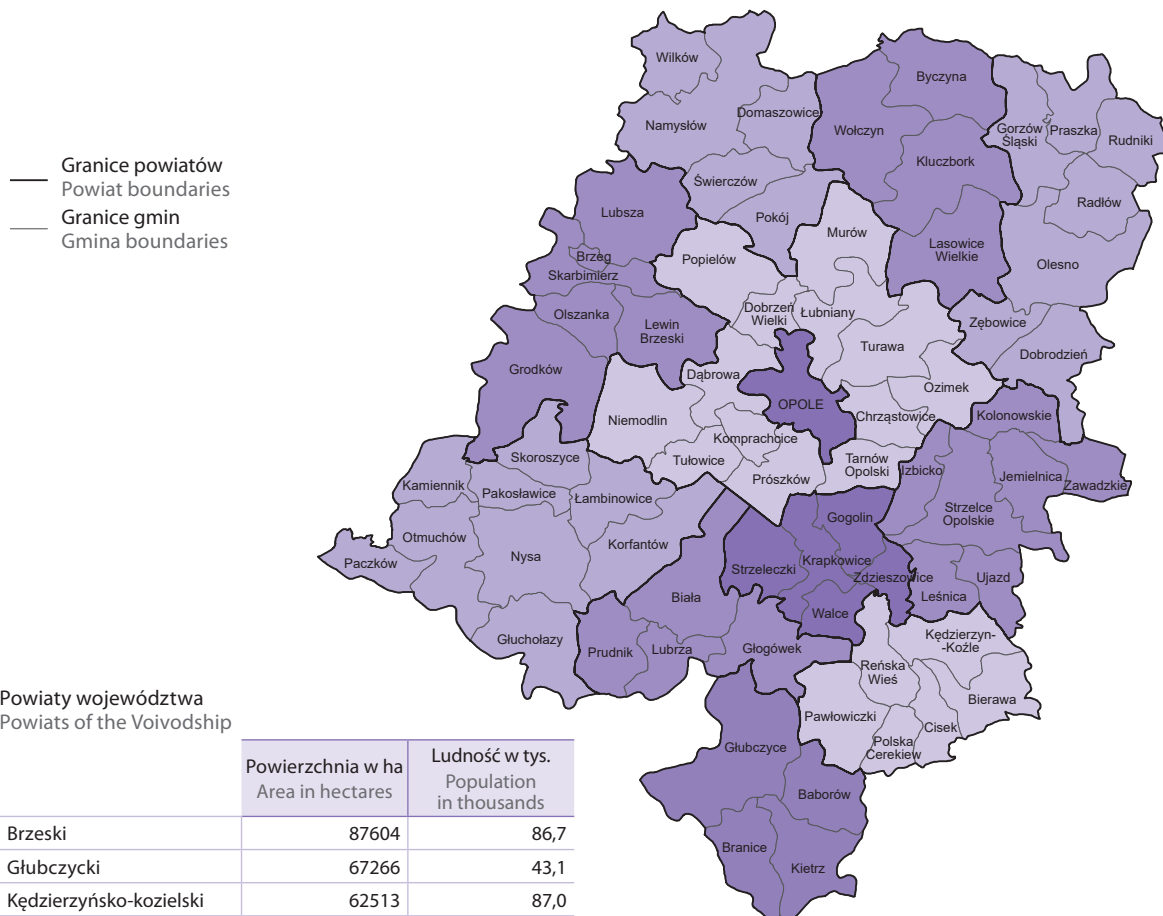 Wilków
Byczyna
Domaszowice
Namysłów
Wołczyn
Gorzów
Śląski
Praszka
Rudniki
Kluczbork
Granice powiatów
Powiat boundaries
Granice gmin
Gmina boundaries
Świerczów
Radłów
Lubsza
Pokój
Murów
Lasowice
Wielkie
Olesno
Brzeg
Skarbimierz
Popielów
Olszanka
Lewin
Brzeski
Dobrzeń
Wielki
Łubniany
Zębowice
Turawa
Dobrodzień
Grodków
Dąbrowa
Ozimek
OPOLE
Niemodlin
Chrząstowice
Kolonowskie
Komprachcice
Skoroszyce
Tułowice
Tarnów
Opolski
Izbicko
Prószków
Jemielnica
Zawadzkie
Kamiennik
Pakosławice
Łambinowice
Strzelce
Opolskie
Gogolin
Otmuchów
Nysa
Korfantów
Paczków
Strzeleczki
Krapkowice
Zdzieszowice
Ujazd
Leśnica
Biała
Walce
Głuchołazy
Prudnik
Lubrza
Głogówek
Kędzierzyn-
-Koźle
Reńska
Wieś
Bierawa
Pawłowiczki
Cisek
Polska
Cerekiew
Głubczyce
Baborów
Branice
Kietrz
Powiaty województwa
Powiats of the Voivodship
Powierzchnia w ha
Area in hectares
Ludność w tys.
Population
in thousands
Brzeski 87604 86,7
Głubczycki 67266 43,1
Kędzierzyńsko-kozielski 62513 87,0